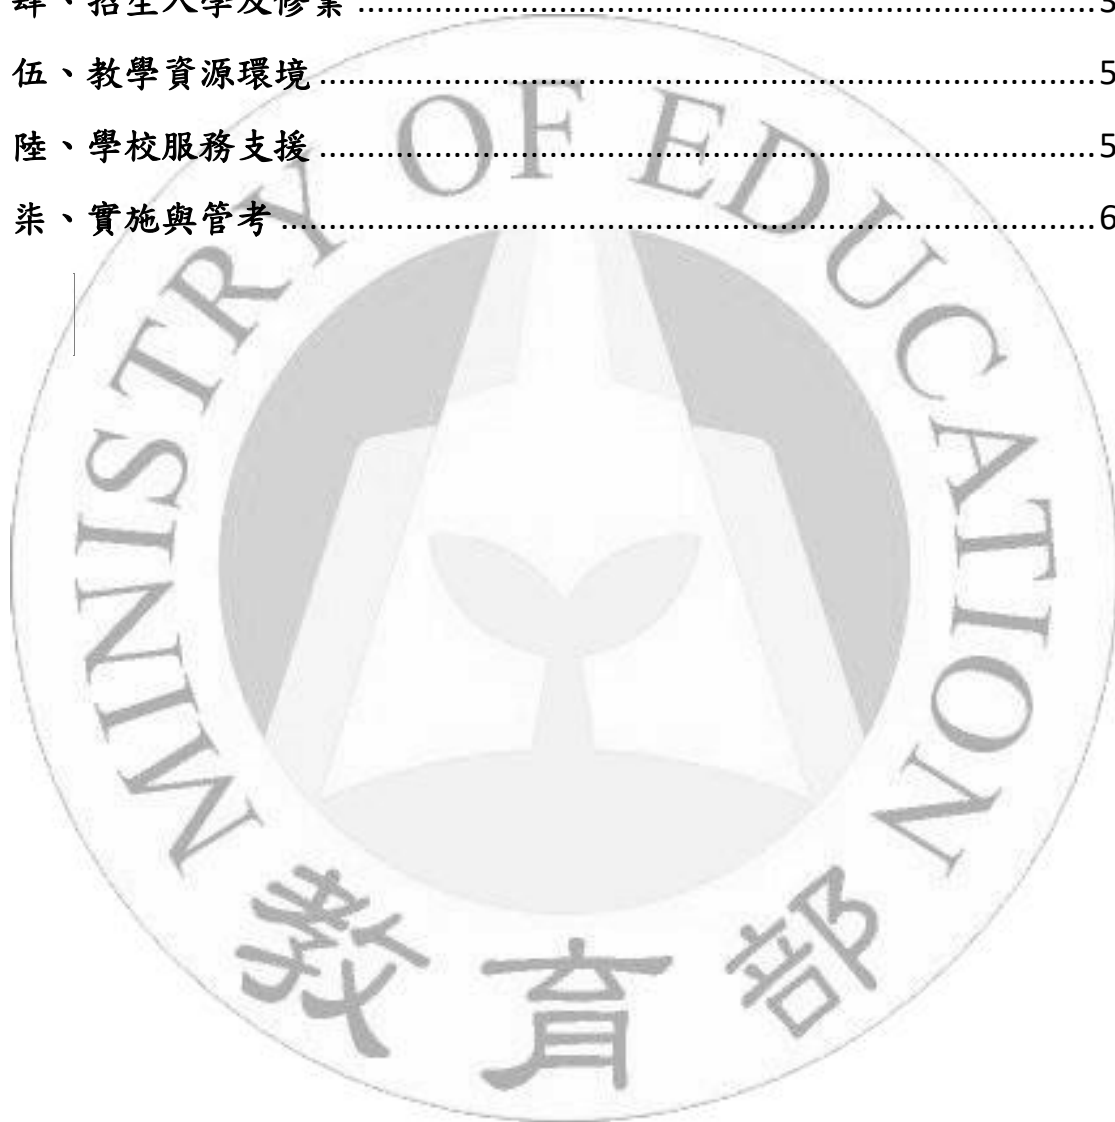 肆、招生入學及修業 ........ 3
伍、教學資源環境 ........ 5
陸、學校服務支援 ........ 5
柒、實施與管考 ........ 6
MINISTRY OF EDUCATION
教育部